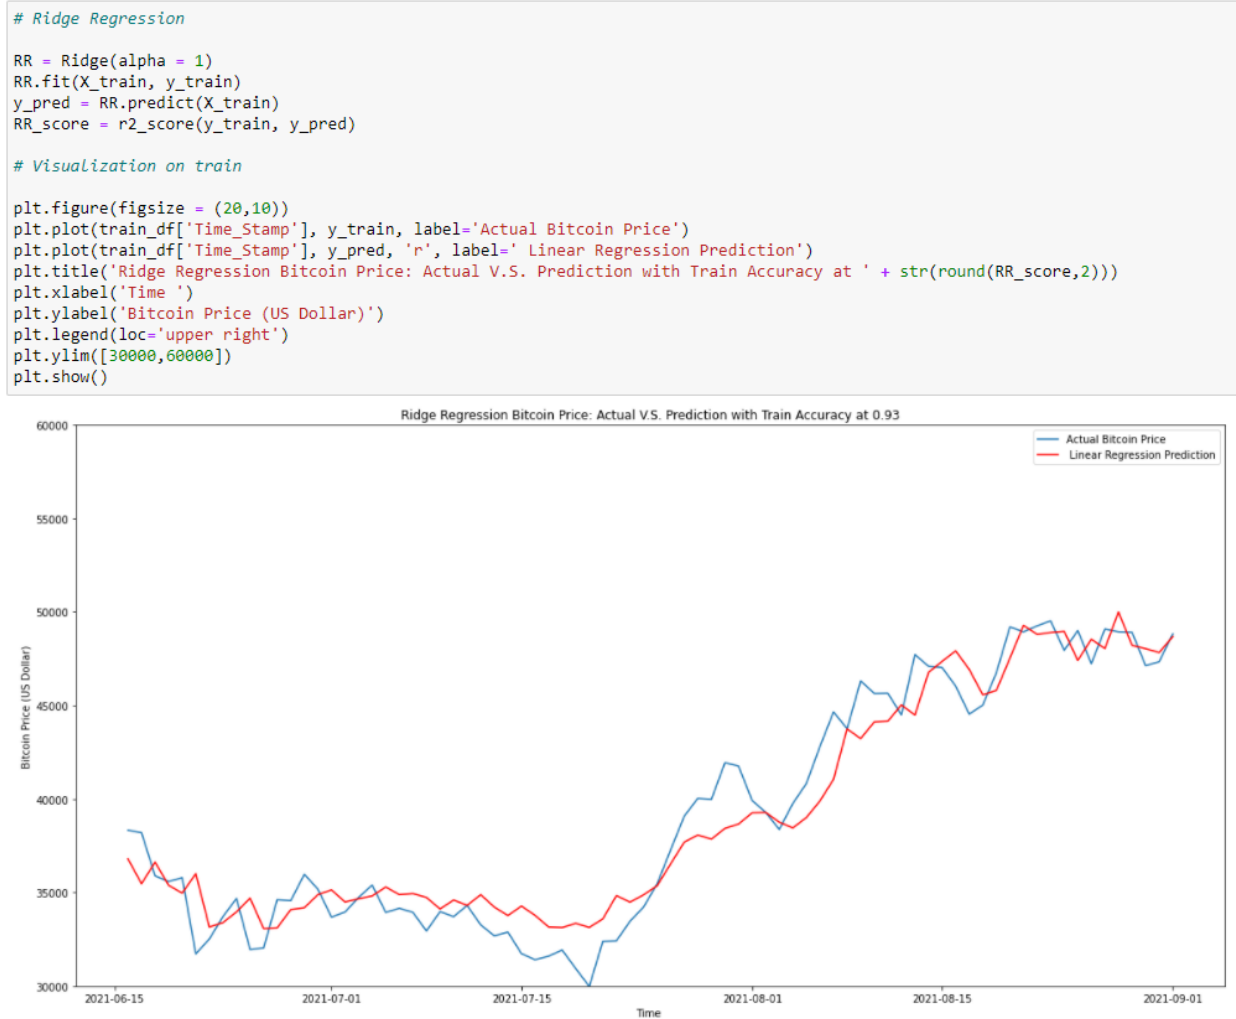 # Ridge Regression
RR = Ridge(alpha = 1)
RR.fit(X_train, y_train)
y_pred = RR.predict(X_train)
RR_score = r2_score(y_train, y_pred)
# Visualization on train
plt.figure(figsize = (20,10))
plt.plot(train_df['Time_Stamp'], y_train, label='Actual Bitcoin Price')
plt.plot(train_df['Time_Stamp'], y_pred, 'r', label=' Linear Regression Prediction')
plt.title('Ridge Regression Bitcoin Price: Actual V.S. Prediction with Train Accuracy at ' + str(round(RR_score,2)))
plt.xlabel('Time ')
plt.ylabel('Bitcoin Price (US Dollar)')
plt.legend(loc='upper right')
plt.ylim([30000,60000])
plt.show()
Ridge Regression Bitcoin Price: Actual V.S. Prediction with Train Accuracy at 0.93
Actual Bitcoin Price
Linear Regression Prediction
60000
55000
50000
45000
40000
35000
30000
Bitcoin Price (US Dollar)
2021-06-15 2021-07-01 2021-07-15 2021-08-01 2021-08-15 2021-09-01
Time